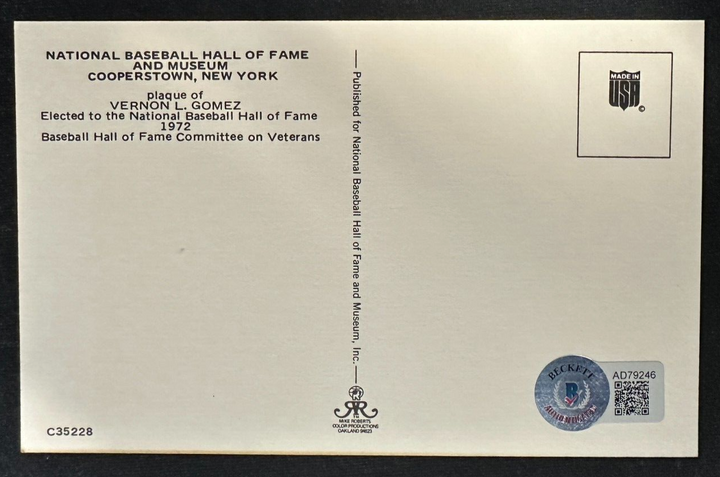 NATIONAL BASEBALL HALL OF FAME
AND MUSEUM
COOPERSTOWN, NEW YORK
plaque of
VERNON L. GOMEZ
Elected to the National Baseball Hall of Fame
1972
Baseball Hall of Fame Committee on Veterans
C35228
Published for National Baseball Hall of Fame and Museum, Inc.
MIKE ROBERTS
COLOR PRODUCTIONS
OAKLAND 94623
MADE IN
USA
©
BECKETT
B
AD79246